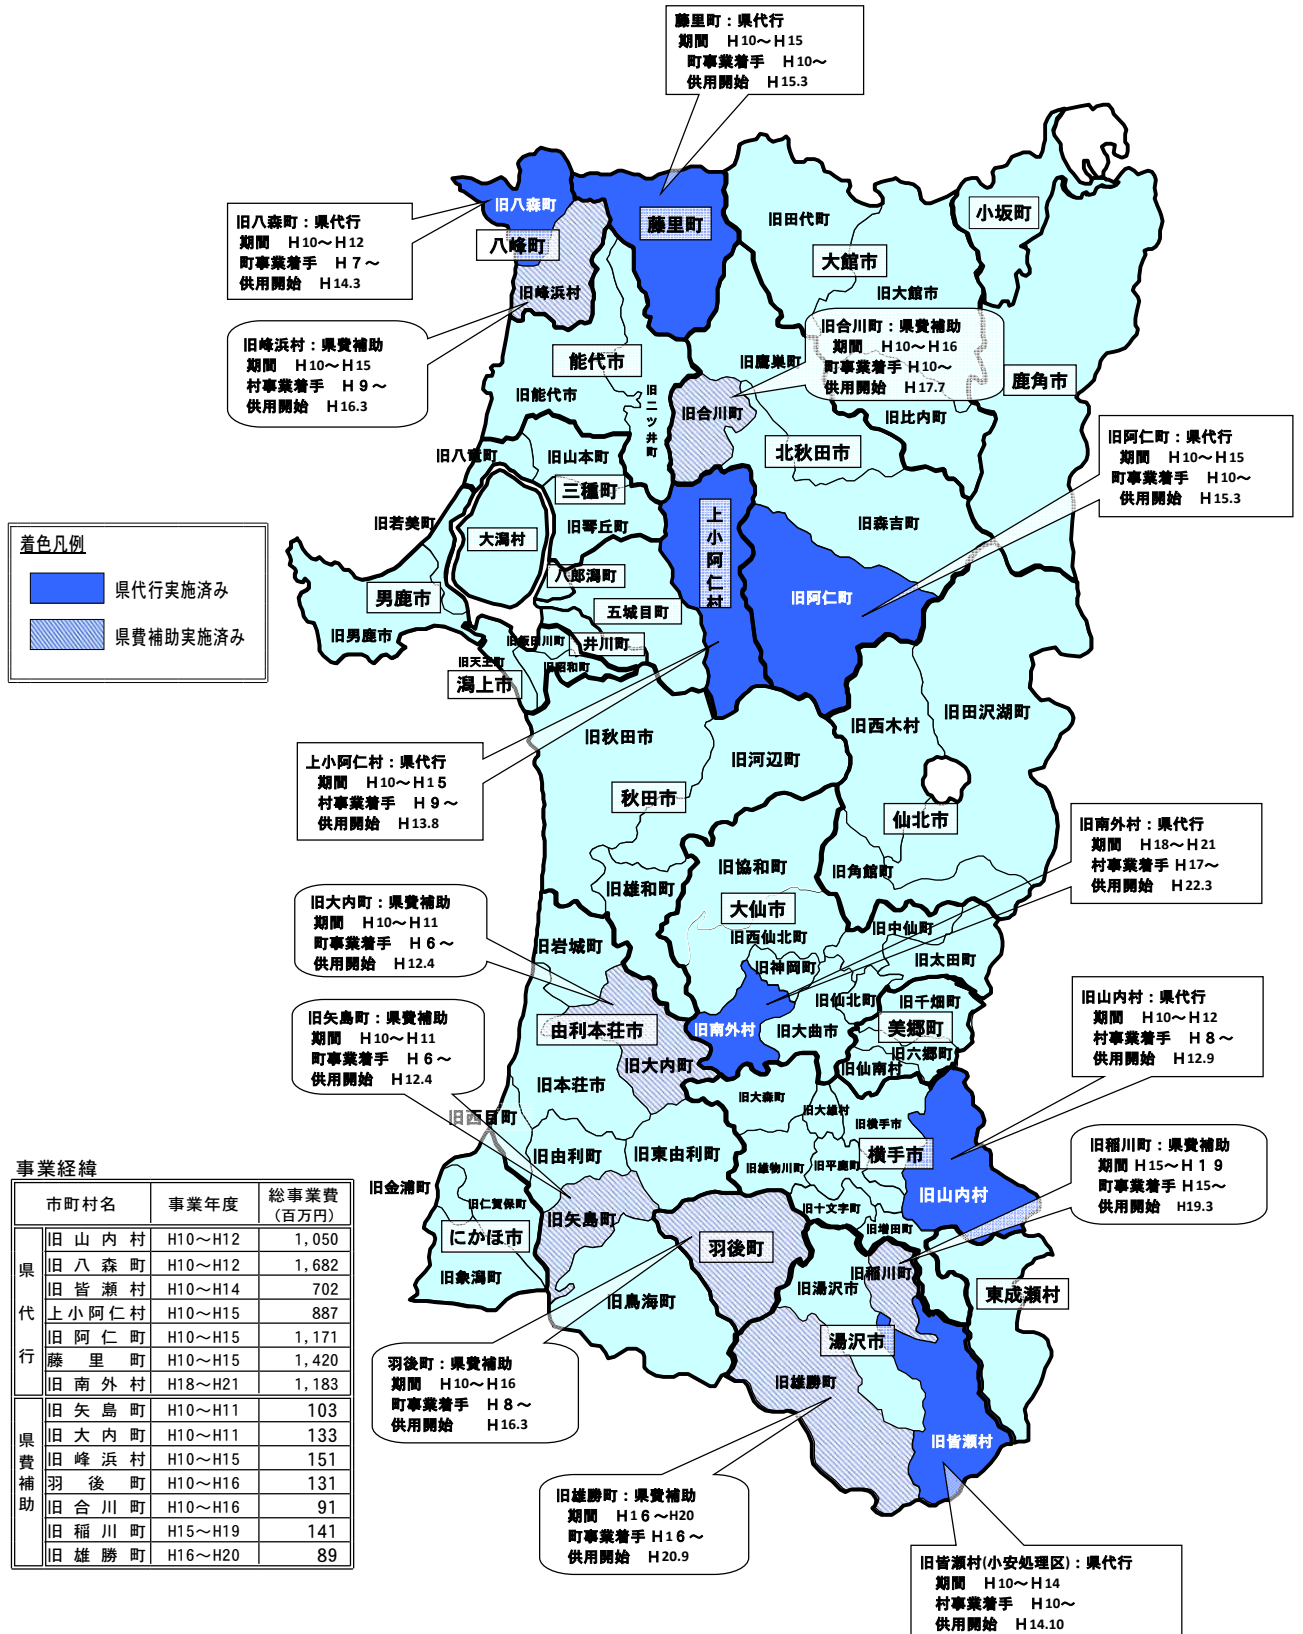 藤里町：県代行
期間　H10～H15
町事業着手　H10～
供用開始　H15.3
旧八森町：県代行
期間　H10～H12
町事業着手　H７～
供用開始　H14.3
旧峰浜村：県費補助
期間　H10～H15
村事業着手　H９～
供用開始　H16.3
旧合川町：県費補助
期間　H10～H16
町事業着手 H10～
供用開始　H17.7
旧阿仁町：県代行
期間　H10～H15
町事業着手　H10～
供用開始　H15.3
上小阿仁村：県代行
期間　H10～H15
村事業着手　H９～
供用開始　H13.8
旧南外村：県代行
期間　H18～H21
村事業着手 H17～
供用開始　H22.3
旧大内町：県費補助
期間　H10～H11
町事業着手　H６～
供用開始　H12.4
旧矢島町：県費補助
期間　H10～H11
町事業着手　H６～
供用開始　H12.4
旧山内村：県代行
期間　H10～H12
村事業着手　H８～
供用開始　H12.9
旧稲川町：県費補助
期間 H15～H１９
町事業着手　H15～
供用開始　H19.3
羽後町：県費補助
期間　H10～H16
町事業着手　H８～
供用開始　H16.3
旧雄勝町：県費補助
期間　H1６～H20
町事業着手 H1６～
供用開始　H20.9
旧皆瀬村(小安処理区)：県代行
期間　H10～H14
村事業着手　H10～
供用開始　H14.10
旧八森町
八峰町
旧峰浜村
藤里町
旧田代町
大館市
旧大館市
小坂町
鹿角市
能代市
旧能代市
旧二ツ井町
旧鷹巣町
旧合川町
旧比内町
北秋田市
旧森吉町
旧阿仁町
上小阿仁村
旧八竜町
旧山本町
三種町
旧琴丘町
旧若美町
大潟村
八郎潟町
五城目町
男鹿市
旧男鹿市
旧飯田川町
井川町
旧天王町
旧昭和町
潟上市
旧秋田市
旧河辺町
秋田市
旧雄和町
旧西木村
旧田沢湖町
仙北市
旧角館町
旧協和町
大仙市
旧西仙北町
旧中仙町
旧神岡町
旧太田町
旧仙北町
旧南外村
旧大曲市
旧千畑町
美郷町
旧六郷町
旧仙南村
旧岩城町
由利本荘市
旧大内町
旧本荘市
旧西目町
旧由利町
旧東由利町
旧矢島町
旧鳥海町
旧金浦町
旧仁賀保町
にかほ市
旧象潟町
旧大森町
旧大雄村
旧横手市
横手市
旧雄物川町
旧平鹿町
旧山内村
旧十文字町
旧増田町
羽後町
旧稲川町
旧湯沢市
湯沢市
東成瀬村
旧雄勝町
旧皆瀬村
着色凡例
県代行実施済み
県費補助実施済み
事業経緯
市町村名　事業年度　総事業費（百万円）
県代行
旧山内村　H10～H12　1,050
旧八森町　H10～H12　1,682
旧皆瀬村　H10～H14　702
上小阿仁村　H10～H15　887
旧阿仁町　H10～H15　1,171
藤里町　H10～H15　1,420
旧南外村　H18～H21　1,183
県費補助
旧矢島町　H10～H11　103
旧大内町　H10～H11　133
旧峰浜村　H10～H15　151
羽後町　H10～H16　131
旧合川町　H10～H16　91
旧稲川町　H15～H19　141
旧雄勝町　H16～H20　89